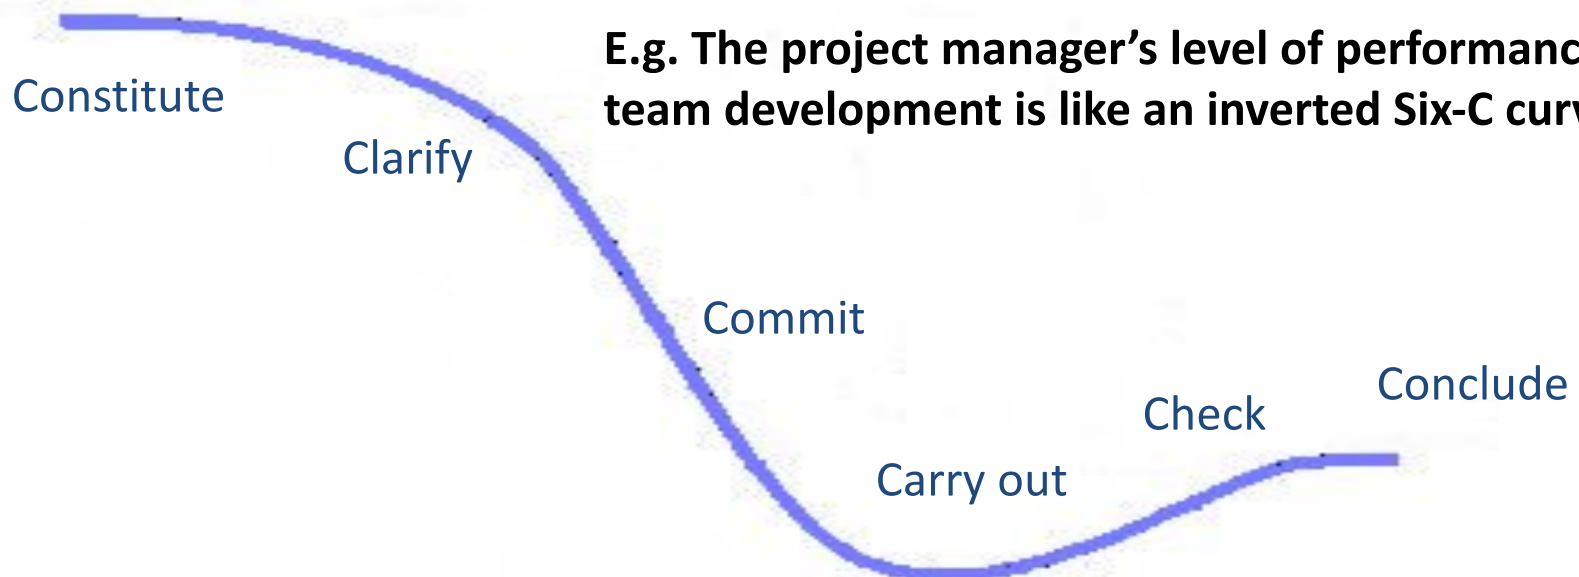 E.g. The project manager's level of performanc
team development is like an inverted Six-C curv
Constitute
Clarify
Commit
Conclude
Check
Carry out